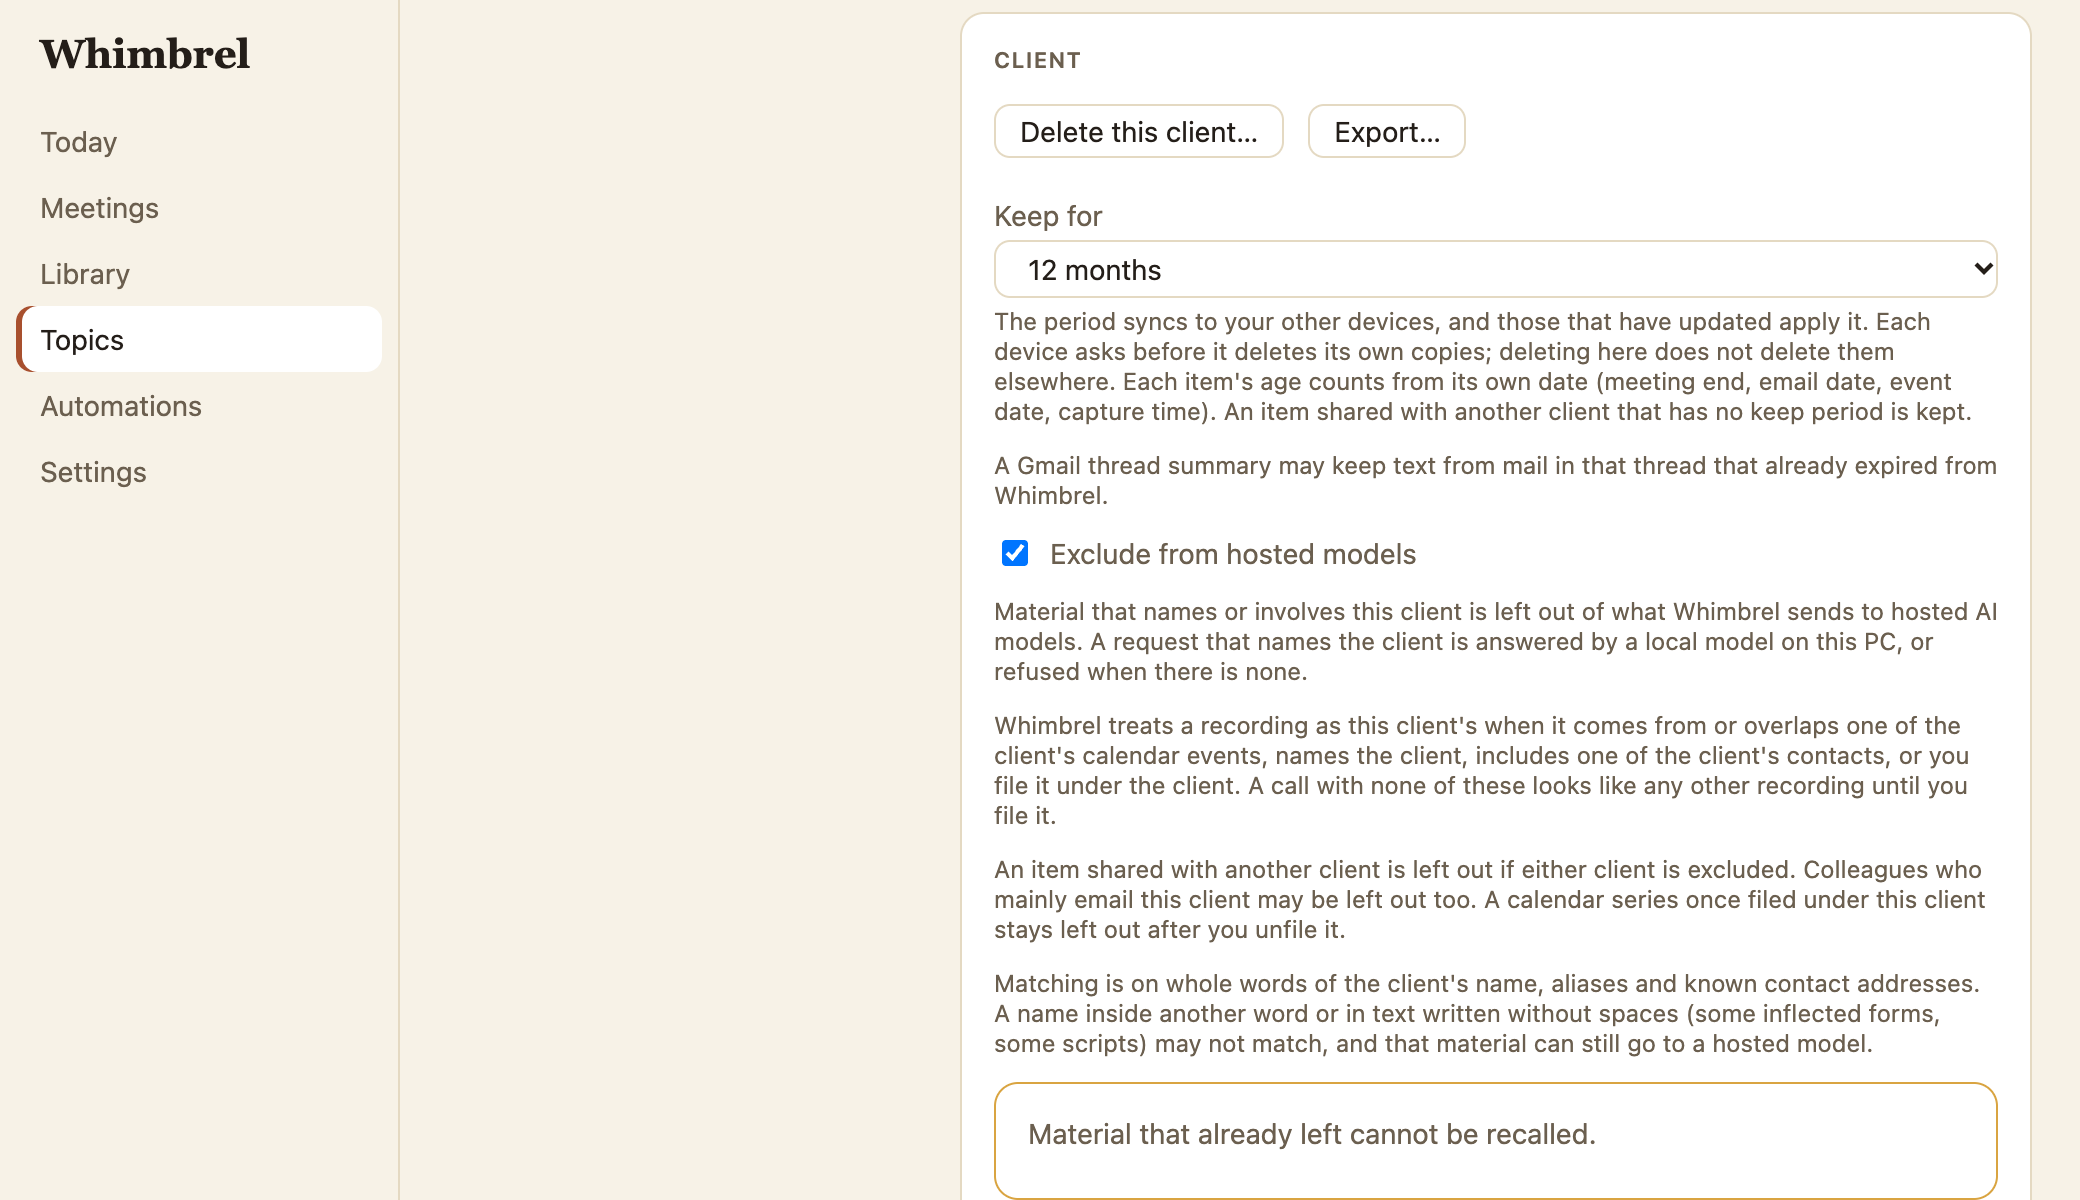 Whimbrel
Today
Meetings
Library
Topics
Automations
Settings
CLIENT
Delete this client...
Export...
Keep for
12 months
The period syncs to your other devices, and those that have updated apply it. Each
device asks before it deletes its own copies; deleting here does not delete them
elsewhere. Each item's age counts from its own date (meeting end, email date, event
date, capture time). An item shared with another client that has no keep period is kept.
A Gmail thread summary may keep text from mail in that thread that already expired from
Whimbrel.
Exclude from hosted models
Material that names or involves this client is left out of what Whimbrel sends to hosted AI
models. A request that names the client is answered by a local model on this PC, or
refused when there is none.
Whimbrel treats a recording as this client's when it comes from or overlaps one of the
client's calendar events, names the client, includes one of the client's contacts, or you
file it under the client. A call with none of these looks like any other recording until you
file it.
An item shared with another client is left out if either client is excluded. Colleagues who
mainly email this client may be left out too. A calendar series once filed under this client
stays left out after you unfile it.
Matching is on whole words of the client's name, aliases and known contact addresses.
A name inside another word or in text written without spaces (some inflected forms,
some scripts) may not match, and that material can still go to a hosted model.
Material that already left cannot be recalled.